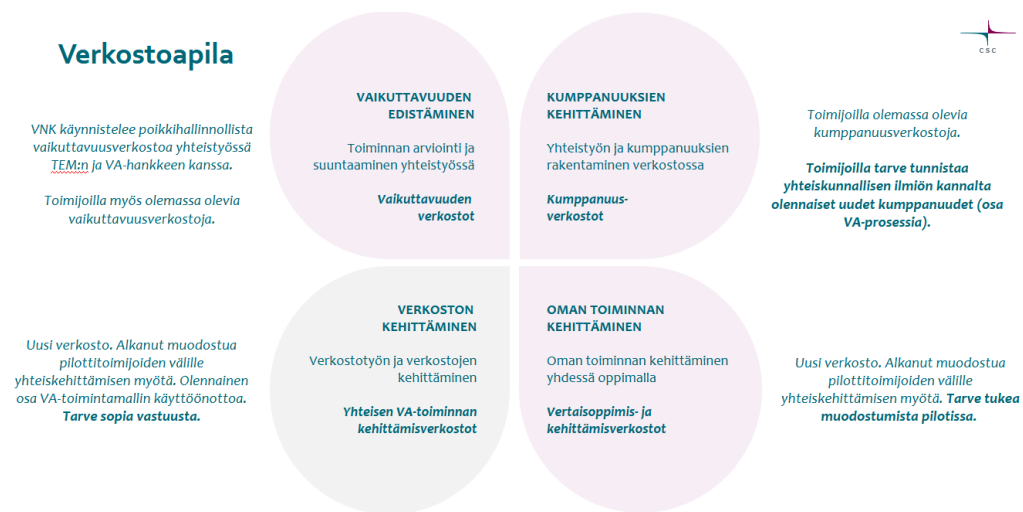 Verkostoapila
CSC
VNK käynnistelee poikkihallinnollista
vaikuttavuusverkostoa yhteistyössä
TEM:n ja VA-hankkeen kanssa.
Toimijoilla myös olemassa olevia
vaikuttavuusverkostoja.
VAIKUTTAVUUDEN
EDISTÄMINEN
Toiminnan arviointi ja
suuntaaminen yhteistyössä
Vaikuttavuuden
verkostot
KUMPPANUUKSIEN
KEHITTÄMINEN
Yhteistyön ja kumppanuuksien
rakentaminen verkostossa
Kumppanuus-
verkostot
Toimijoilla olemassa olevia
kumppanuusverkostoja.
Toimijoilla tarve tunnistaa
yhteiskunnallisen ilmiön kannalta
olennaiset uudet kumppanuudet (osa
VA-prosessia).
Uusi verkosto. Alkanut muodostua
pilottitoimijoiden välille
yhteiskehittämisen myötä. Olennainen
osa VA-toimintamallin käyttöönottoa.
Tarve sopia vastuusta.
VERKOSTON
KEHITTÄMINEN
Verkostotyön ja verkostojen
kehittäminen
Yhteisen VA-toiminnan
kehittämisverkostot
OMAN TOIMINNAN
KEHITTÄMINEN
Oman toiminnan kehittäminen
yhdessä oppimalla
Vertaisoppimis- ja
kehittämisverkostot
Uusi verkosto. Alkanut muodostua
pilottitoimijoiden välille
yhteiskehittämisen myötä. Tarve tukea
muodostumista pilotissa.